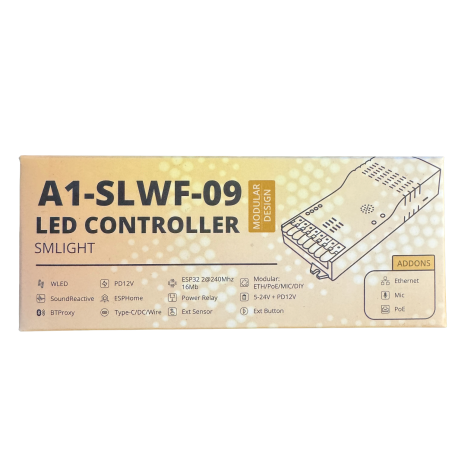 A1-SLWF-09
LED CONTROLLER
SMLIGHT
MODULAR
DESIGN
ADDONS
WLED
PD12V
ESP32 2@240Mhz
16Mb
Modular:
ETH/PoE/MIC/DIY
SoundReactive
ESPHome
Power Relay
5-24V + PD12V
BTProxy
Type-C/DC/Wire
Ext Sensor
Ext Button
Ethernet
Mic
PoE